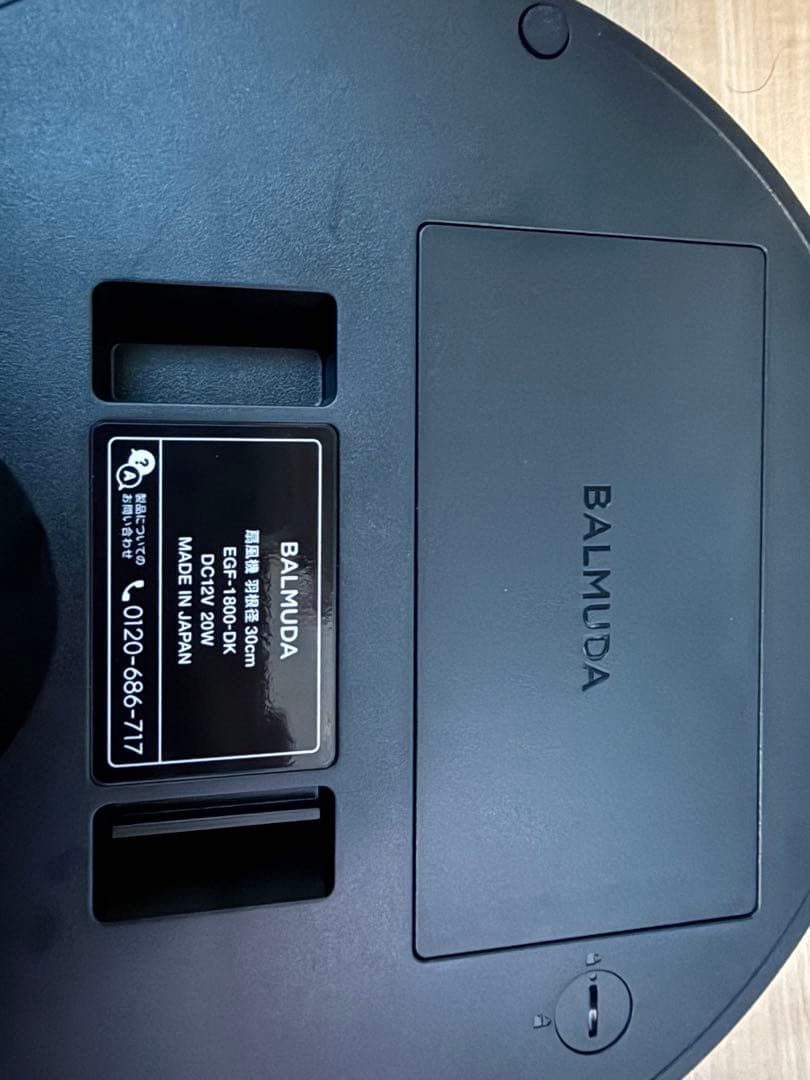 BALMUDA
扇風機 羽根径 30cm
EGF-1800-DK
DC12V 20W
MADE IN JAPAN
?
A
製品についての
お問い合わせ
0120-686-717
BALMUDA